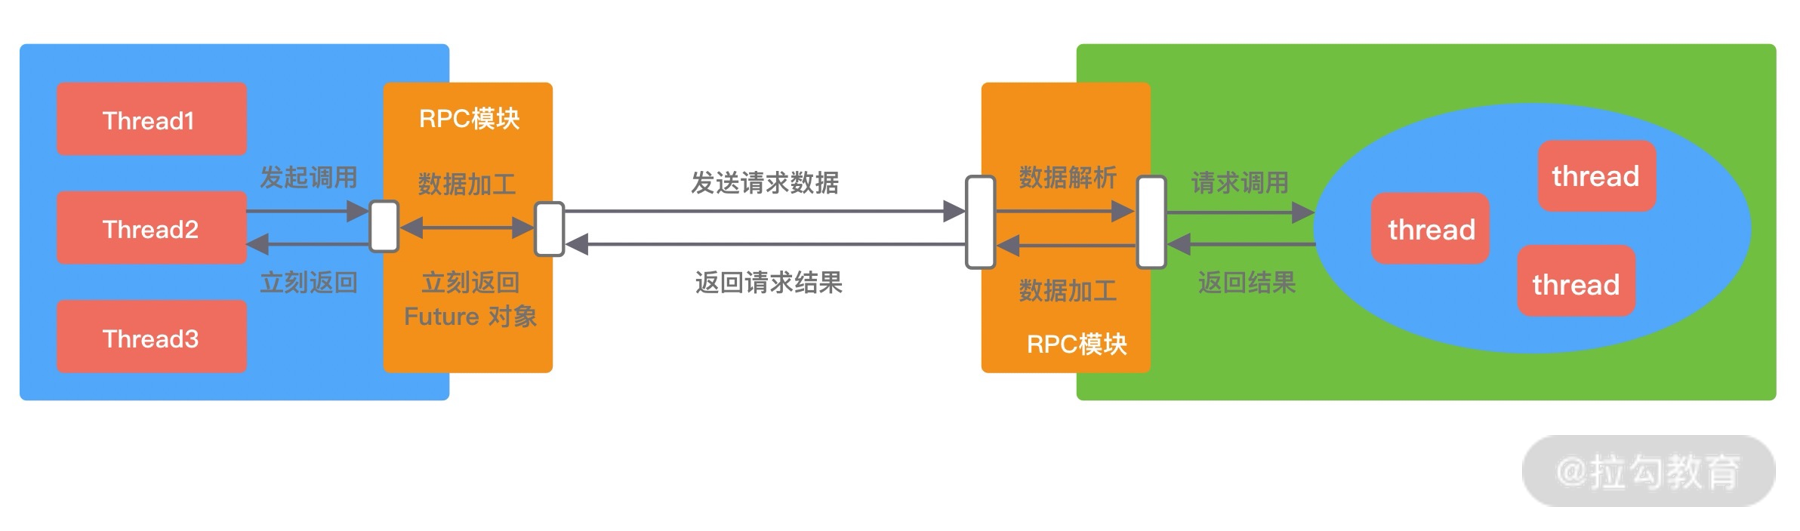 Thread1
Thread2
Thread3
发起调用
立刻返回
RPC模块
数据加工
立刻返回
Future 对象
发送请求数据
返回请求结果
数据解析
数据加工
RPC模块
请求调用
返回结果
thread
thread
thread
@拉勾教育